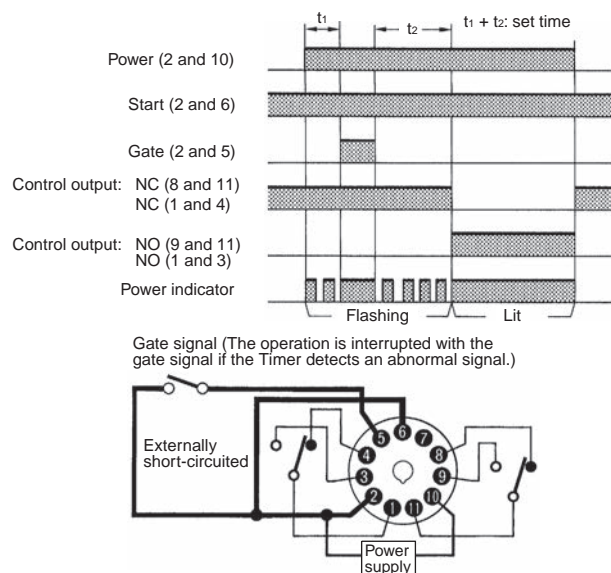 t1 t2 t1 + t2: set time
Power (2 and 10)
Start (2 and 6)
Gate (2 and 5)
Control output: NC (8 and 11)
NC (1 and 4)
Control output: NO (9 and 11)
NO (1 and 3)
Power indicator
Flashing Lit
Gate signal (The operation is interrupted with the
gate signal if the Timer detects an abnormal signal.)
Externally
short-circuited
5 6 7
4 8
3 9
2 10
1 11
Power
supply